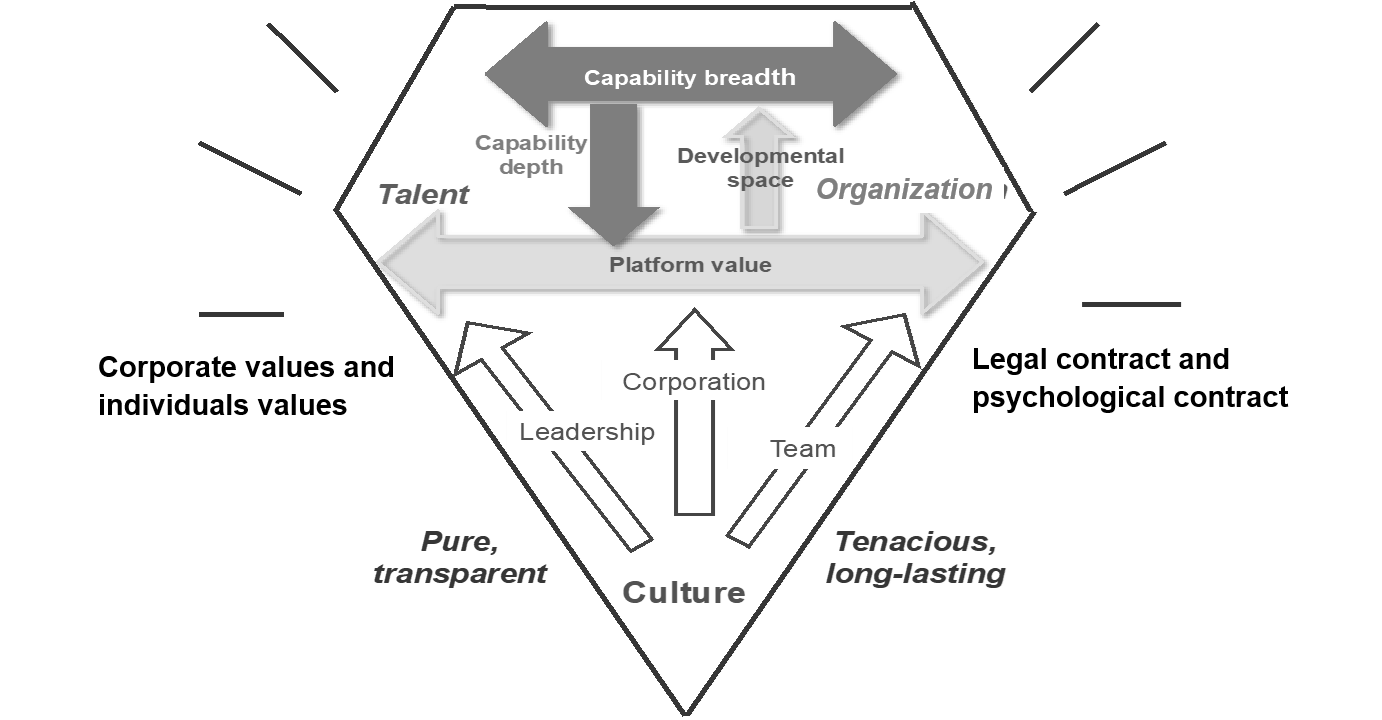 Capability breadth
Capability
depth
Developmental
space
Talent
Organization
Platform value
Corporate values and
individuals values
Legal contract and
psychological contract
Corporation
Leadership
Team
Pure,
transparent
Tenacious,
long-lasting
Culture